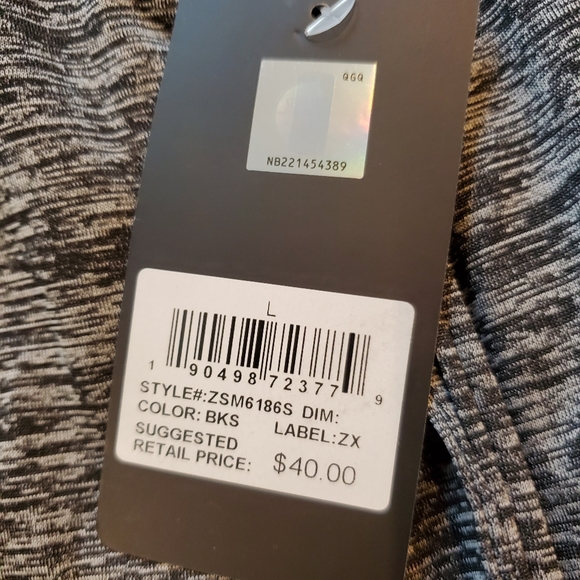 QGQ
NB221454389
L
1 90498 72377 9
STYLE#:ZSM6186S DIM:
COLOR: BKS LABEL:ZX
SUGGESTED
RETAIL PRICE: $40.00